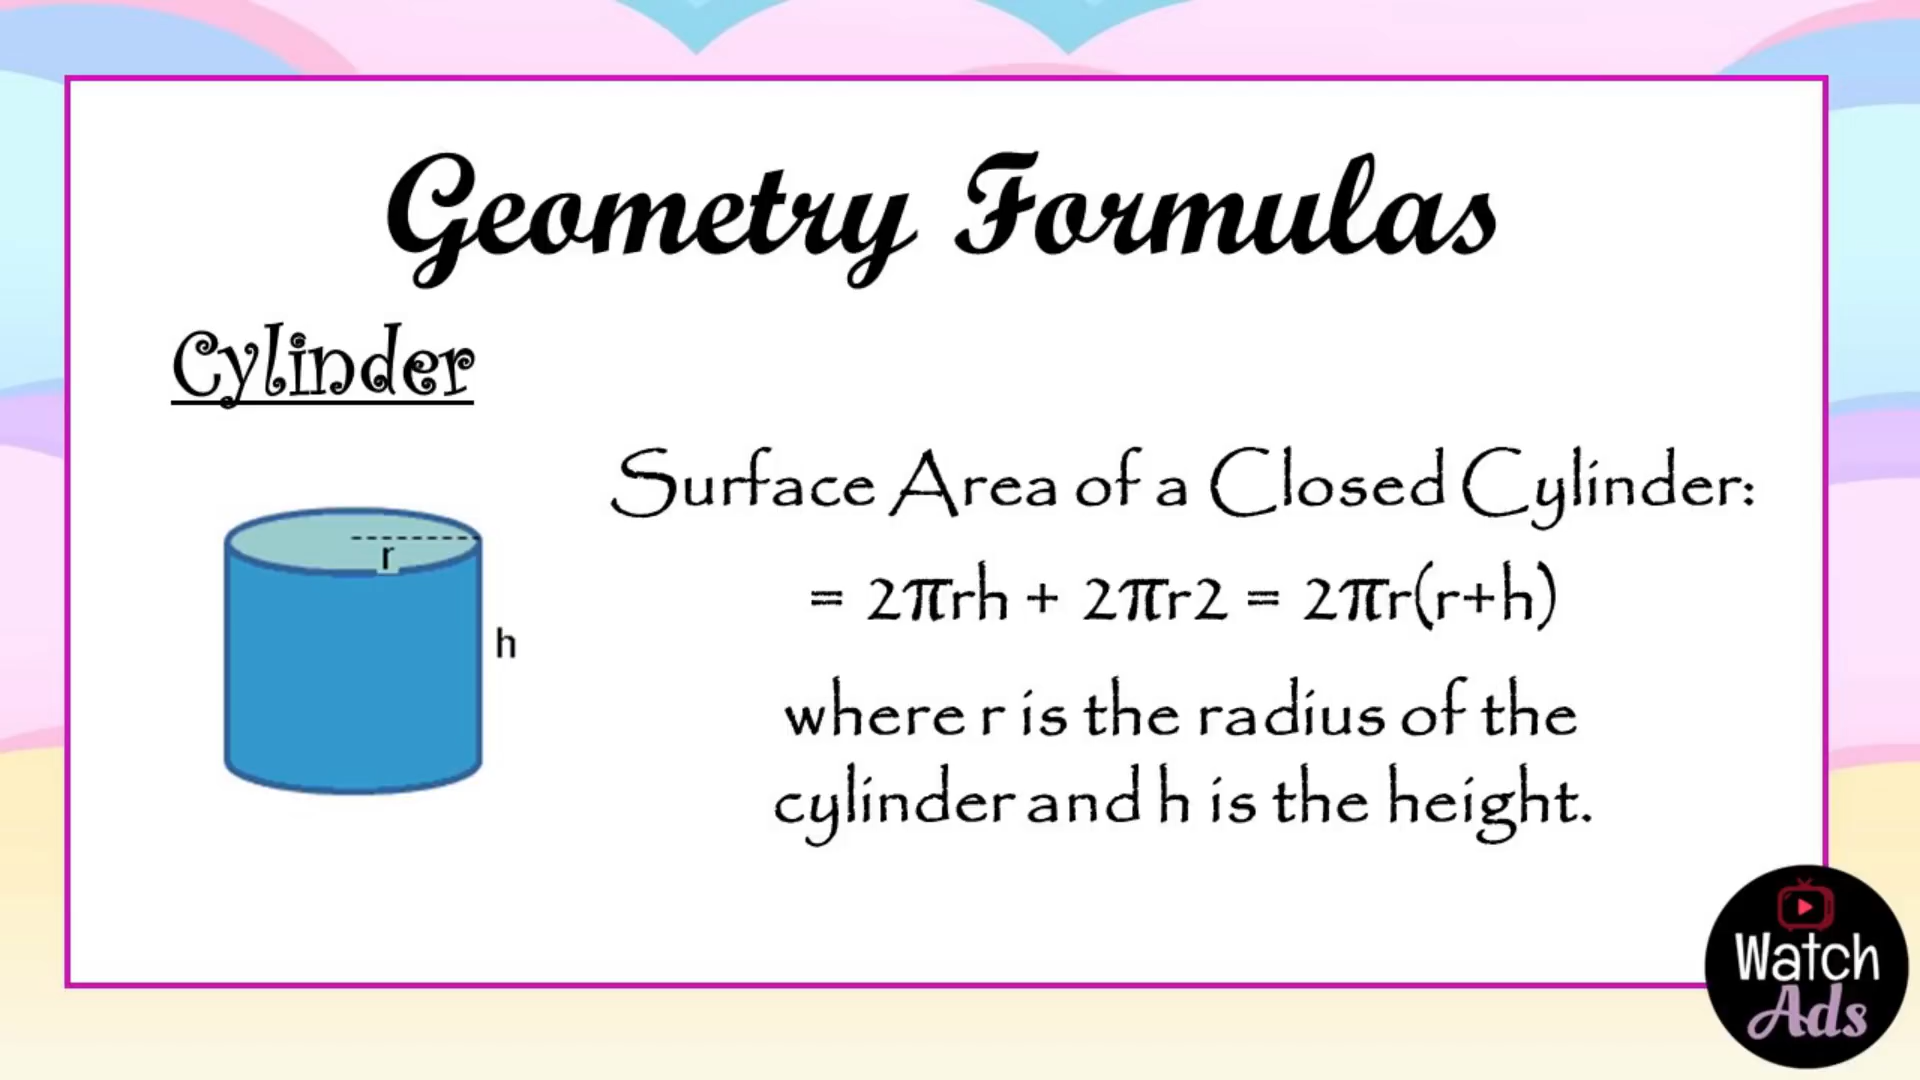 Geometry Formulas
Cylinder
Surface Area of a Closed Cylinder:
r
= 2πrh + 2πr2 = 2πr(r+h)
h
where r is the radius of the
cylinder and h is the height.
Watch
Ads